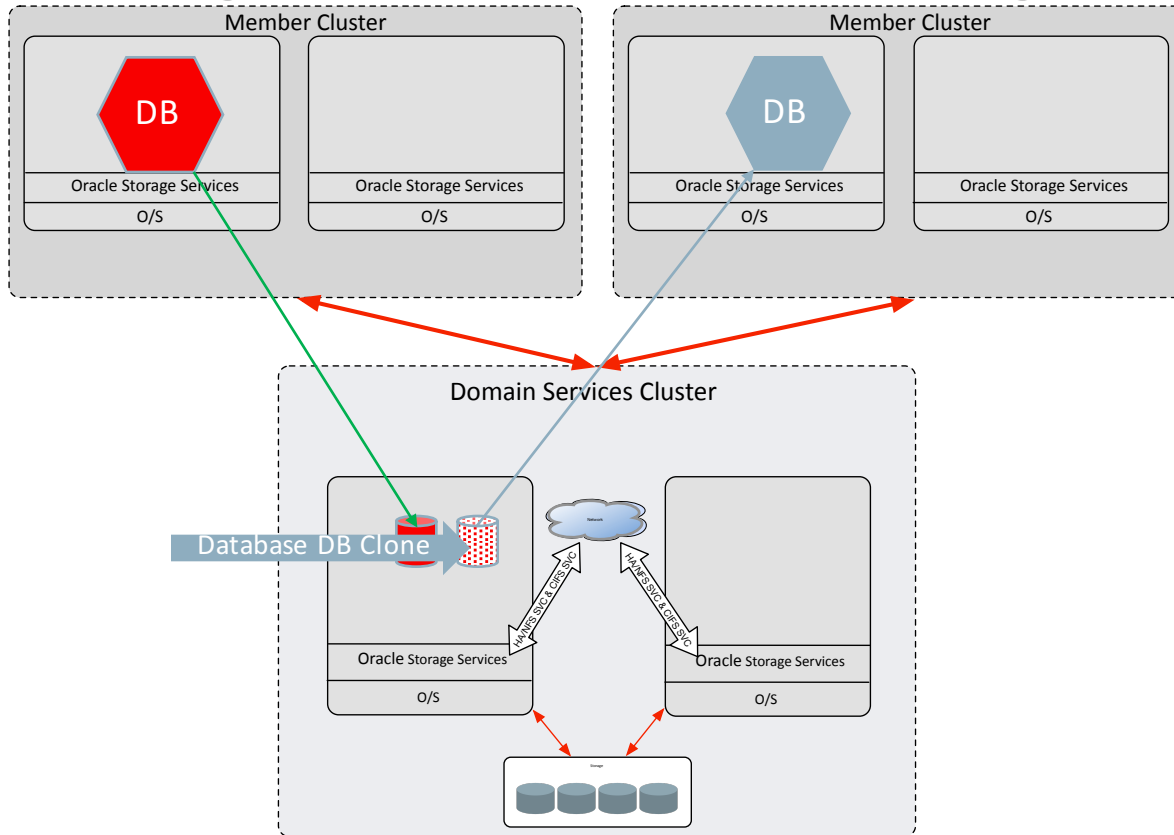 Member Cluster
Member Cluster
DB
DB
Oracle Storage Services
Oracle Storage Services
Oracle Storage Services
Oracle Storage Services
O/S
O/S
O/S
O/S
Domain Services Cluster
Network
Database DB Clone
HA/NFS SVC & CIFS SVC
HA/NFS SVC & CIFS SVC
Oracle Storage Services
Oracle Storage Services
O/S
O/S
Storage